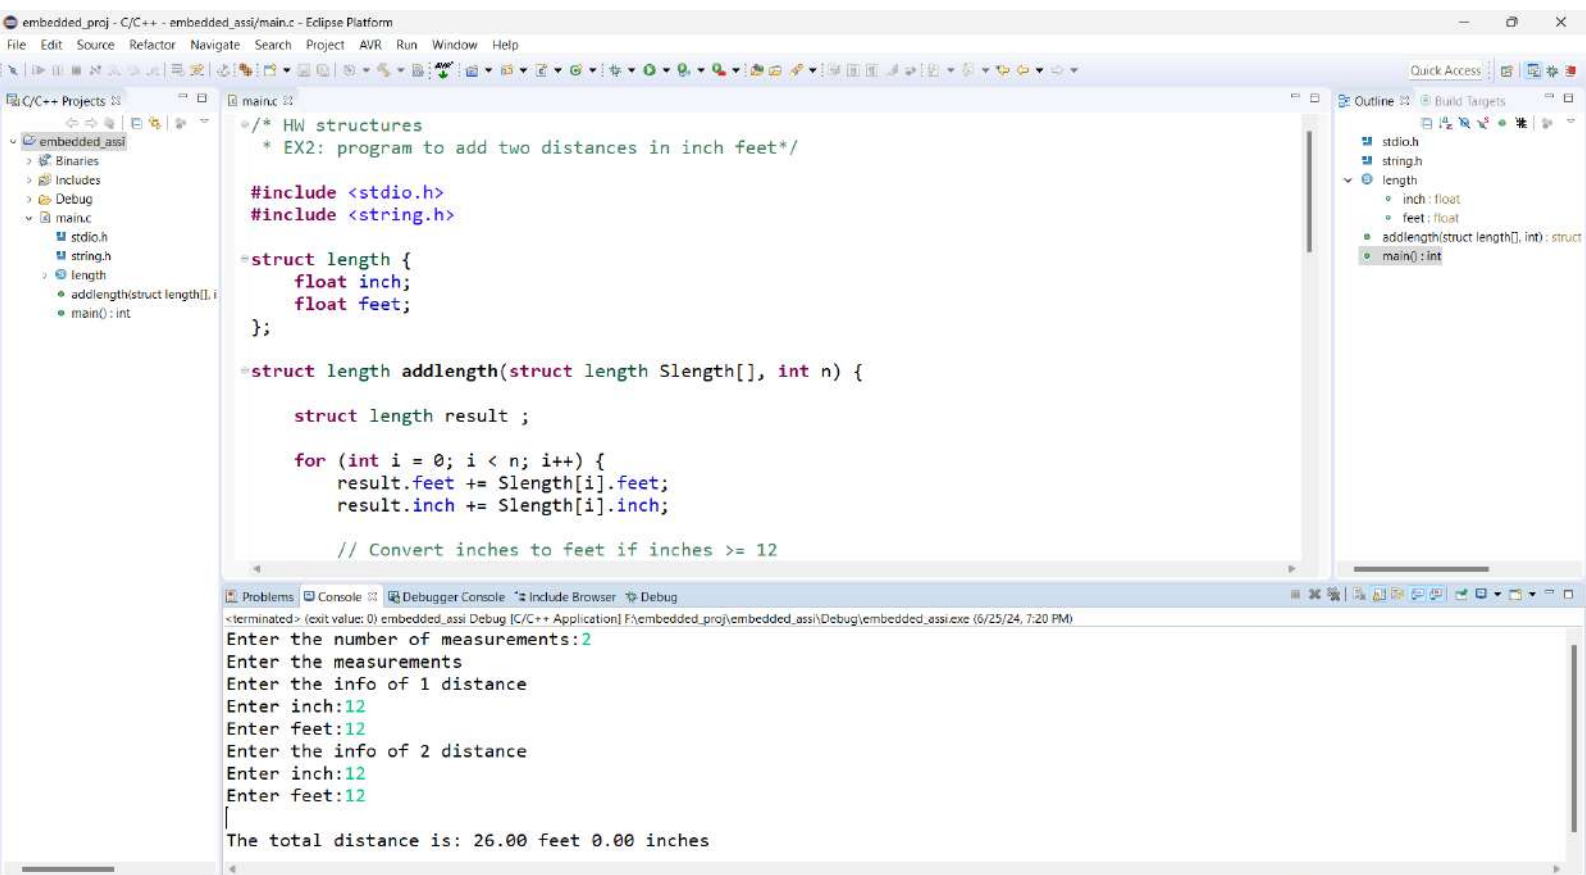 embedded_proj - C/C++ - embedded_assi/main.c - Eclipse Platform
File Edit Source Refactor Navigate Search Project AVR Run Window Help
Quick Access
C/C++ Projects
embedded_assi
Binaries
Includes
Debug
main.c
stdio.h
string.h
length
addlength(struct length[], i
main() : int
main.c
/* HW structures
* EX2: program to add two distances in inch feet*/
#include <stdio.h>
#include <string.h>
struct length {
float inch;
float feet;
};
struct length addlength(struct length Slength[], int n) {
struct length result ;
for (int i = 0; i < n; i++) {
result.feet += Slength[i].feet;
result.inch += Slength[i].inch;
// Convert inches to feet if inches >= 12
Outline Build Targets
stdio.h
string.h
length
inch : float
feet : float
addlength(struct length[], int) : struct
main() : int
Problems Console Debugger Console Include Browser Debug
<terminated> (exit value: 0) embedded_assi Debug [C/C++ Application] F:\embedded_proj\embedded_assi\Debug\embedded_assi.exe (6/25/24, 7:20 PM)
Enter the number of measurements:2
Enter the measurements
Enter the info of 1 distance
Enter inch:12
Enter feet:12
Enter the info of 2 distance
Enter inch:12
Enter feet:12
The total distance is: 26.00 feet 0.00 inches